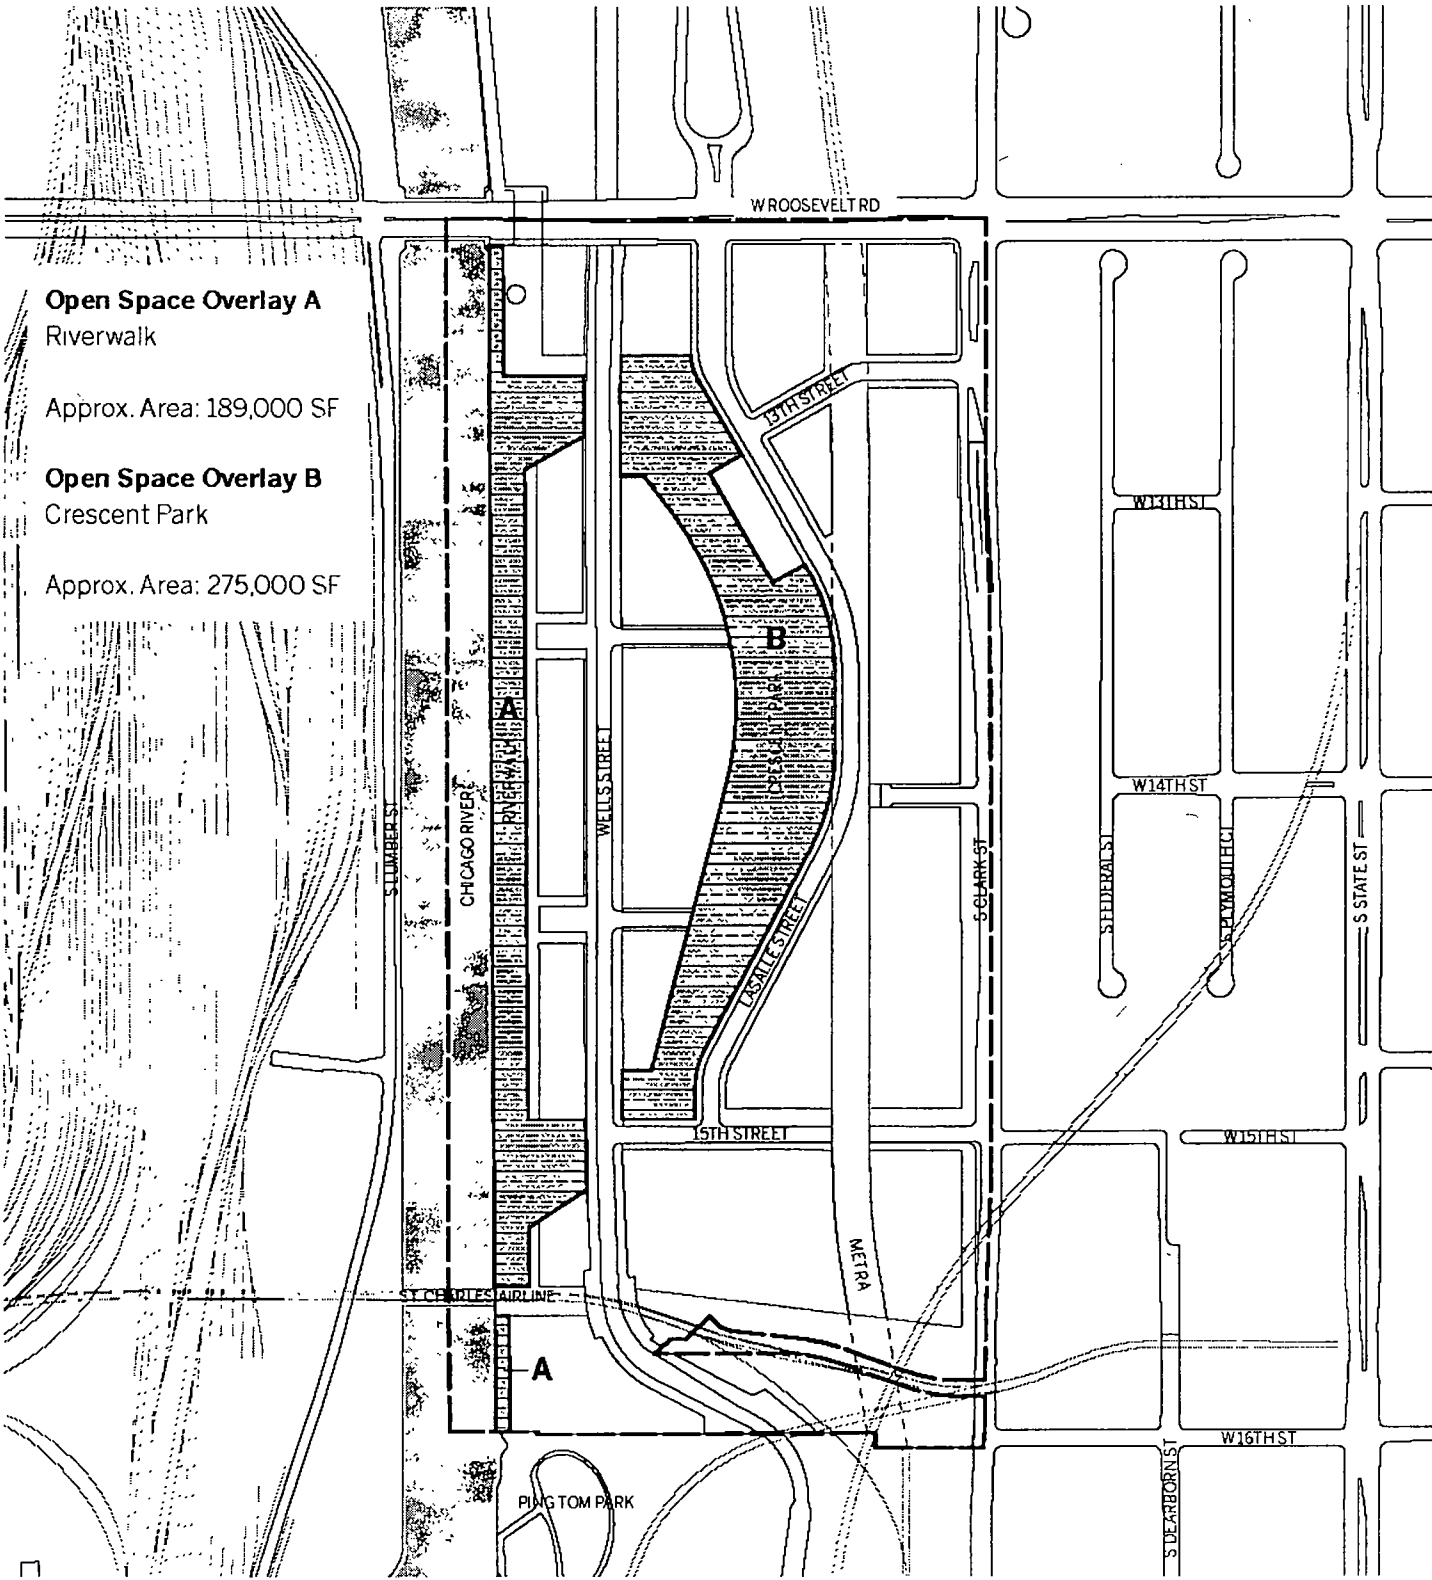 W ROOSEVELT RD
Open Space Overlay A
Riverwalk
Approx. Area: 189,000 SF
Open Space Overlay B
Crescent Park
Approx. Area: 275,000 SF
13TH STREET
W 13TH ST
B
CRESCENT PARK
A
RIVERWALK
CHICAGO RIVER
WELLS STREET
S LUMBER ST
W 14TH ST
S CLARK ST
S FEDERAL ST
S PLYMOUTH CT
S STATE ST
LASALLE STREET
15TH STREET
W 15TH ST
METRA
ST CHARLES AIRLINE
A
W 16TH ST
S DEARBORN ST
PING TOM PARK